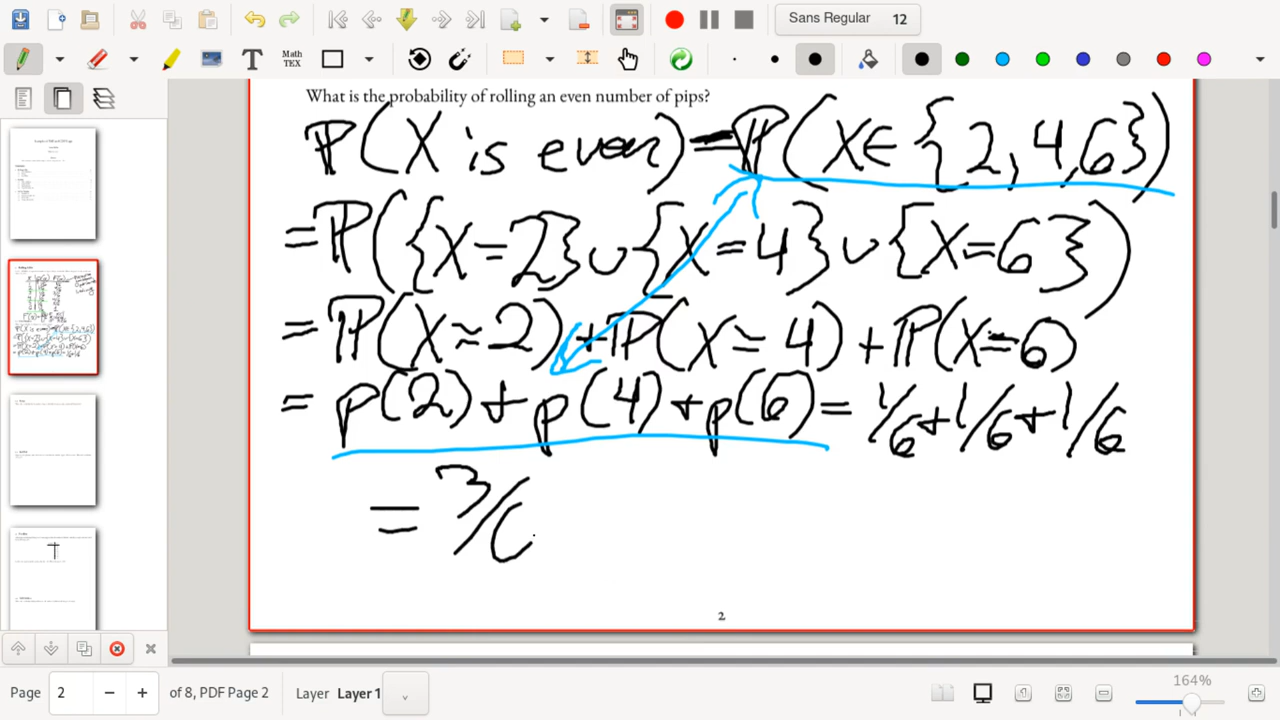 Sans Regular 12
Math
TEX
What is the probability of rolling an even number of pips?
ℙ(X is even) = ℙ(X ∈ {2, 4, 6})
= ℙ({X = 2} ∪ {X = 4} ∪ {X = 6})
= ℙ(X = 2) + ℙ(X = 4) + ℙ(X = 6)
= p(2) + p(4) + p(6) = 1/6 + 1/6 + 1/6
= 3/
2
Page 2 of 8, PDF Page 2 Layer Layer 1 164%